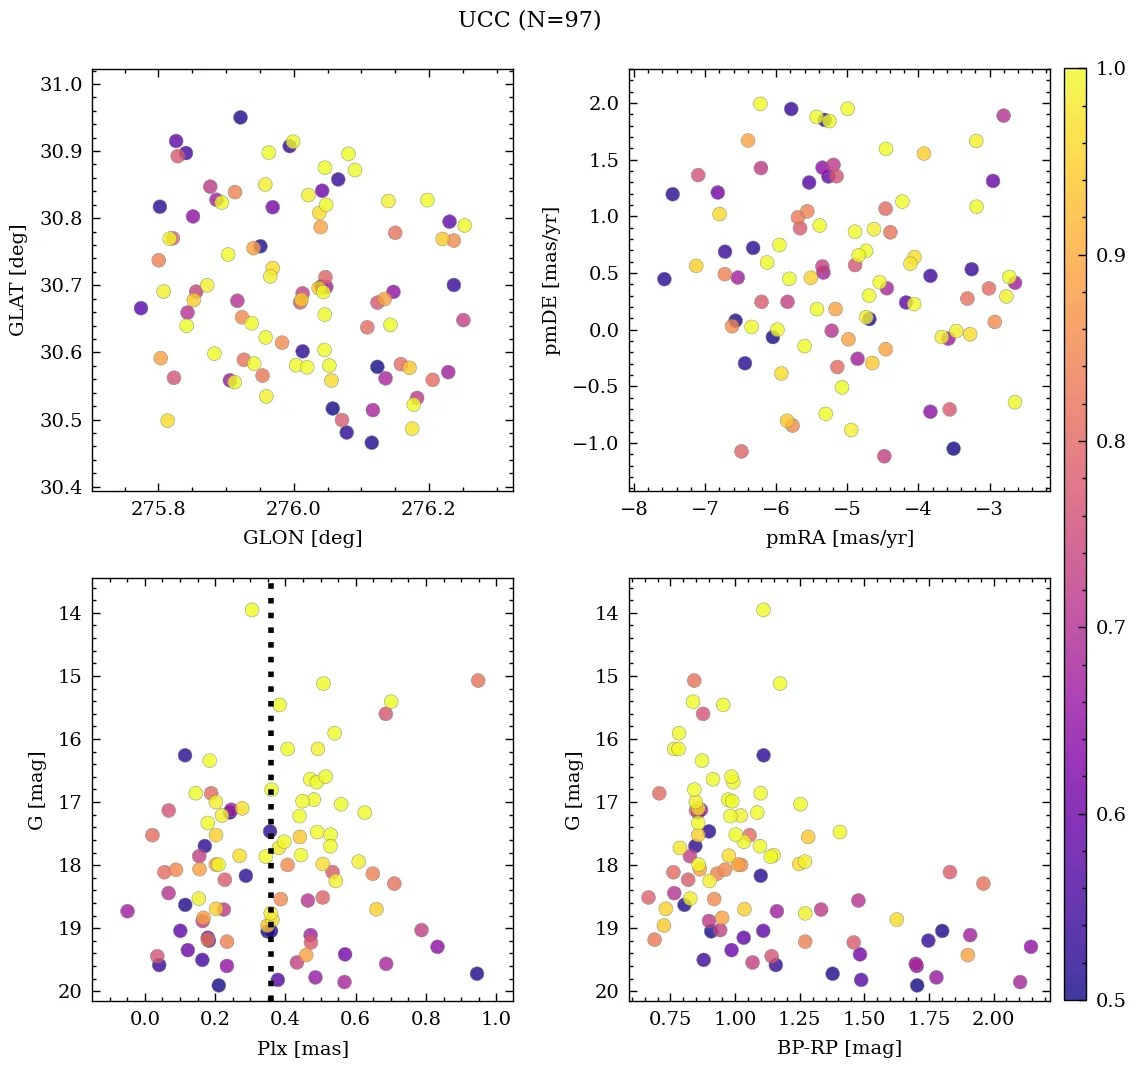 UCC (N=97)
31.0
30.9
30.8
30.7
30.6
30.5
30.4
GLAT [deg]
275.8 276.0 276.2
GLON [deg]
2.0
1.5
1.0
0.5
0.0
−0.5
−1.0
pmDE [mas/yr]
−8 −7 −6 −5 −4 −3
pmRA [mas/yr]
14
15
16
17
18
19
20
G [mag]
0.0 0.2 0.4 0.6 0.8 1.0
Plx [mas]
14
15
16
17
18
19
20
G [mag]
0.75 1.00 1.25 1.50 1.75 2.00
BP-RP [mag]
1.0
0.9
0.8
0.7
0.6
0.5